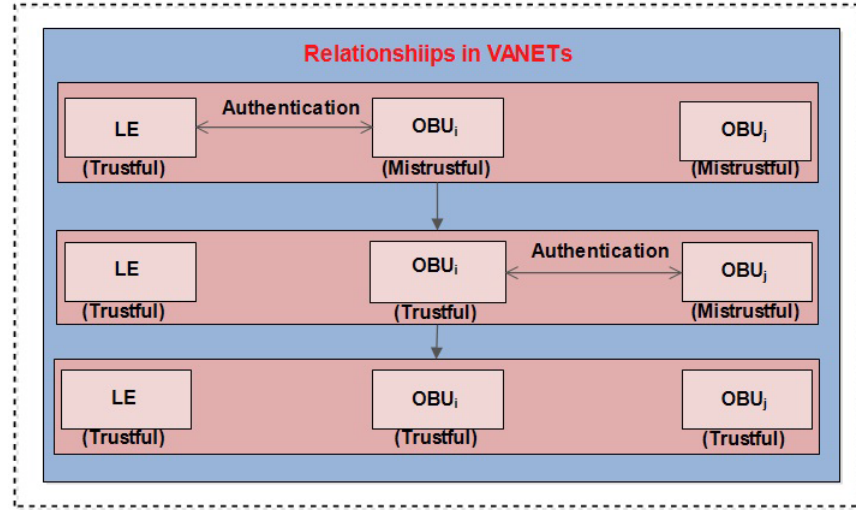 Relationshiips in VANETs
LE Authentication OBUi OBUj
(Trustful) (Mistrustful) (Mistrustful)
LE OBUi Authentication OBUj
(Trustful) (Trustful) (Mistrustful)
LE OBUi OBUj
(Trustful) (Trustful) (Trustful)